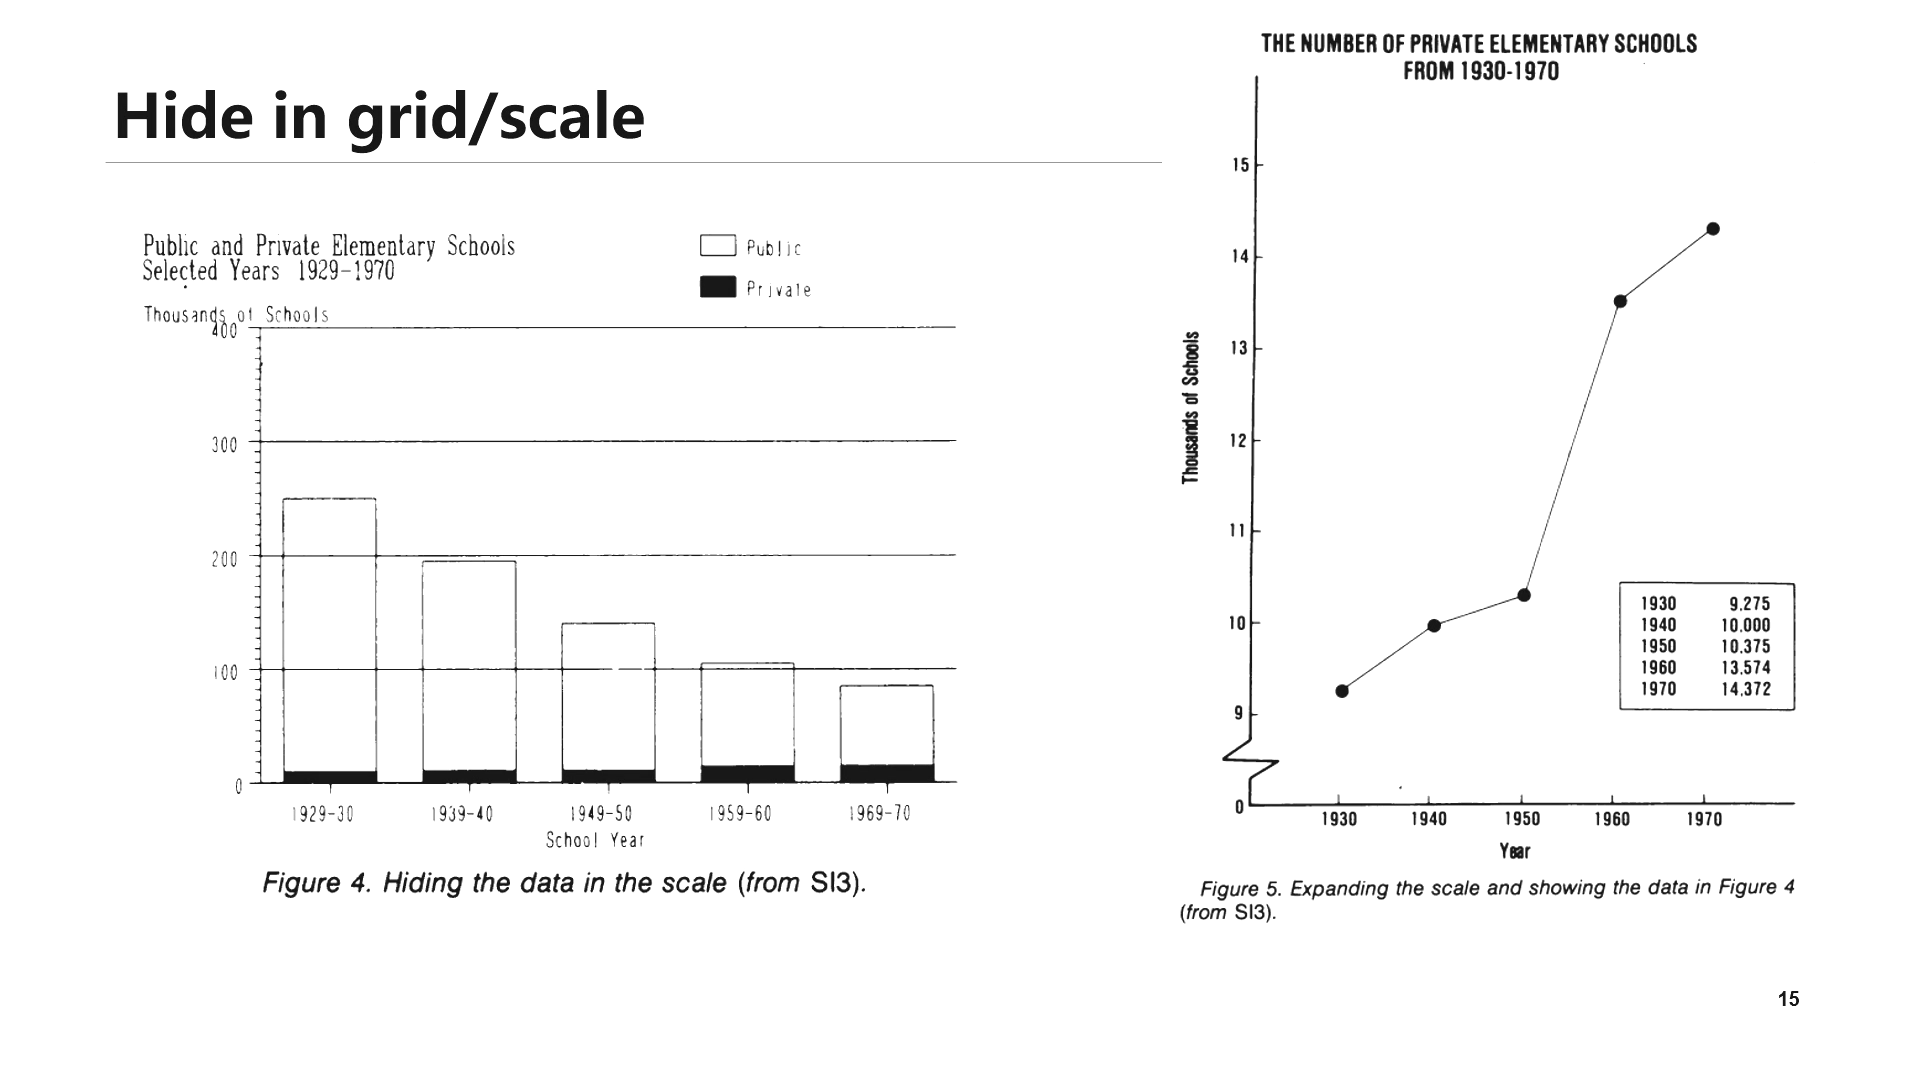 Hide in grid/scale
Public and Private Elementary Schools
Selected Years 1929-1970
Public
Private
Thousands of Schools
400
300
200
100
0
1929-30 1939-40 1949-50 1959-60 1969-70
School Year
Figure 4. Hiding the data in the scale (from SI3).
THE NUMBER OF PRIVATE ELEMENTARY SCHOOLS
FROM 1930-1970
Thousands of Schools
15
14
13
12
11
10
9
0
1930 9.275
1940 10.000
1950 10.375
1960 13.574
1970 14.372
1930 1940 1950 1960 1970
Year
Figure 5. Expanding the scale and showing the data in Figure 4
(from SI3).
15